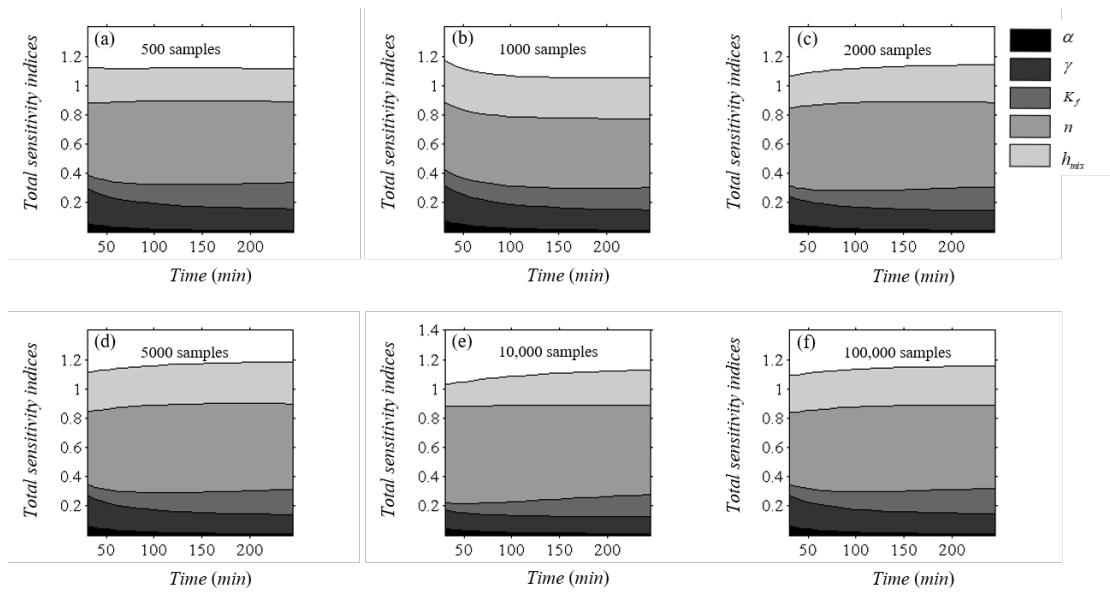 (a)
500 samples
1.2
1
0.8
0.6
0.4
0.2
50 100 150 200
Total sensitivity indices
Time (min)
(b)
1000 samples
1.2
1
0.8
0.6
0.4
0.2
50 100 150 200
Total sensitivity indices
Time (min)
(c)
2000 samples
1.2
1
0.8
0.6
0.4
0.2
50 100 150 200
Total sensitivity indices
Time (min)
α
γ
K_f
n
h_mix
(d)
5000 samples
1.2
1
0.8
0.6
0.4
0.2
50 100 150 200
Total sensitivity indices
Time (min)
(e)
10,000 samples
1.4
1.2
1
0.8
0.6
0.4
0.2
50 100 150 200
Total sensitivity indices
Time (min)
(f)
100,000 samples
1.2
1
0.8
0.6
0.4
0.2
50 100 150 200
Total sensitivity indices
Time (min)